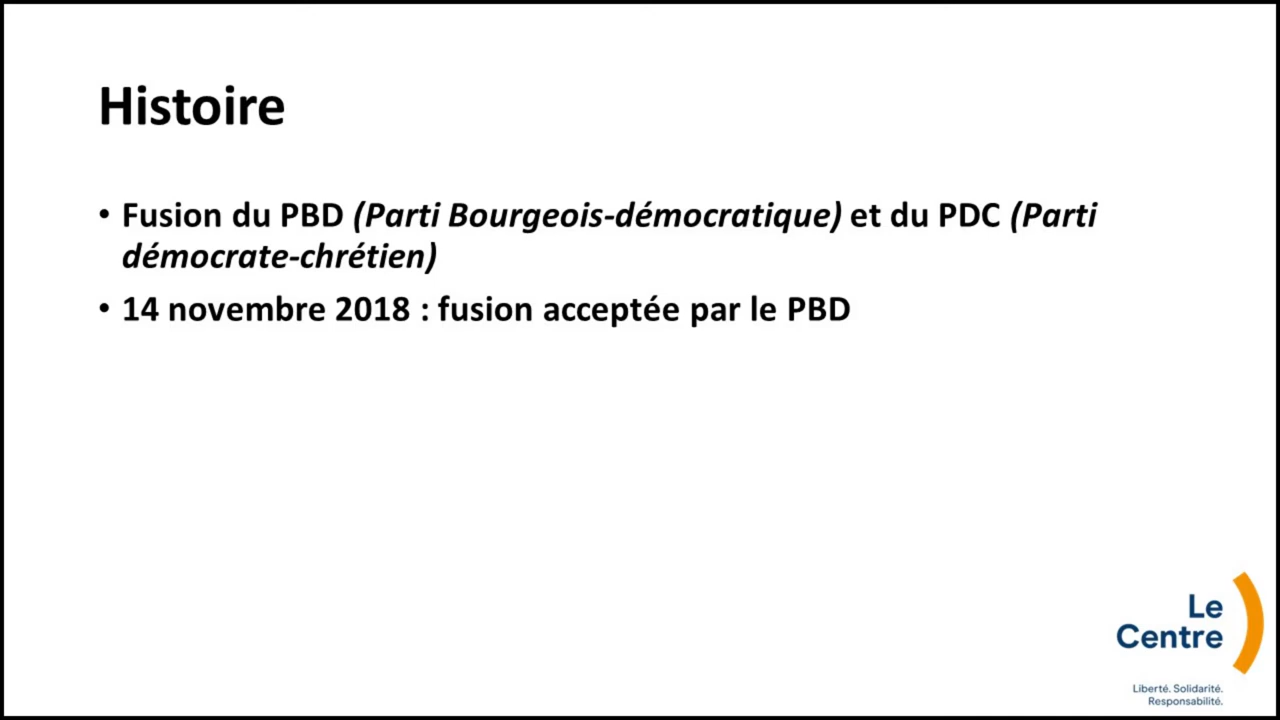 Histoire
• Fusion du PBD (Parti Bourgeois-démocratique) et du PDC (Parti
démocrate-chrétien)
• 14 novembre 2018 : fusion acceptée par le PBD
Le
Centre
Liberté. Solidarité.
Responsabilité.